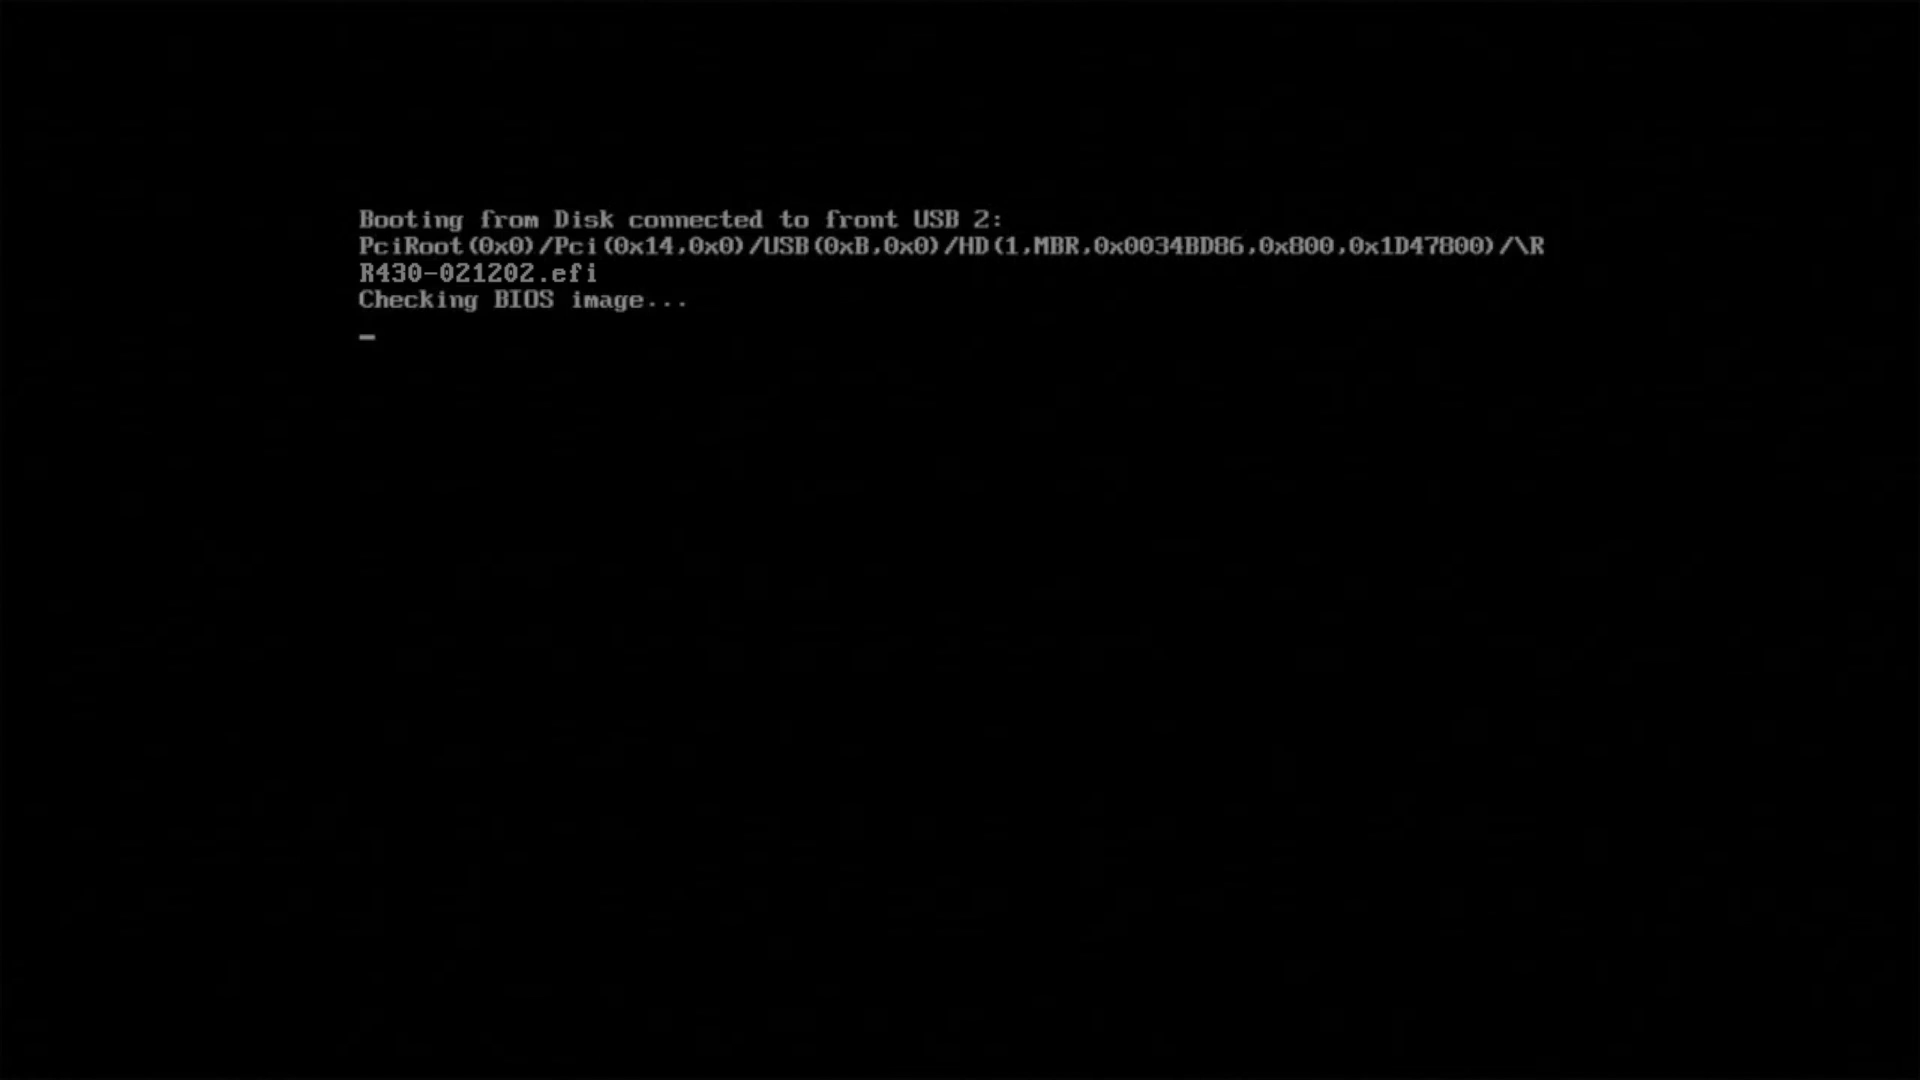 Booting from Disk connected to front USB 2:
PciRoot(0x0)/Pci(0x14,0x0)/USB(0xB,0x0)/HD(1,MBR,0x0034BD86,0x800,0x1D47800)/\R
R430-021202.efi
Checking BIOS image...